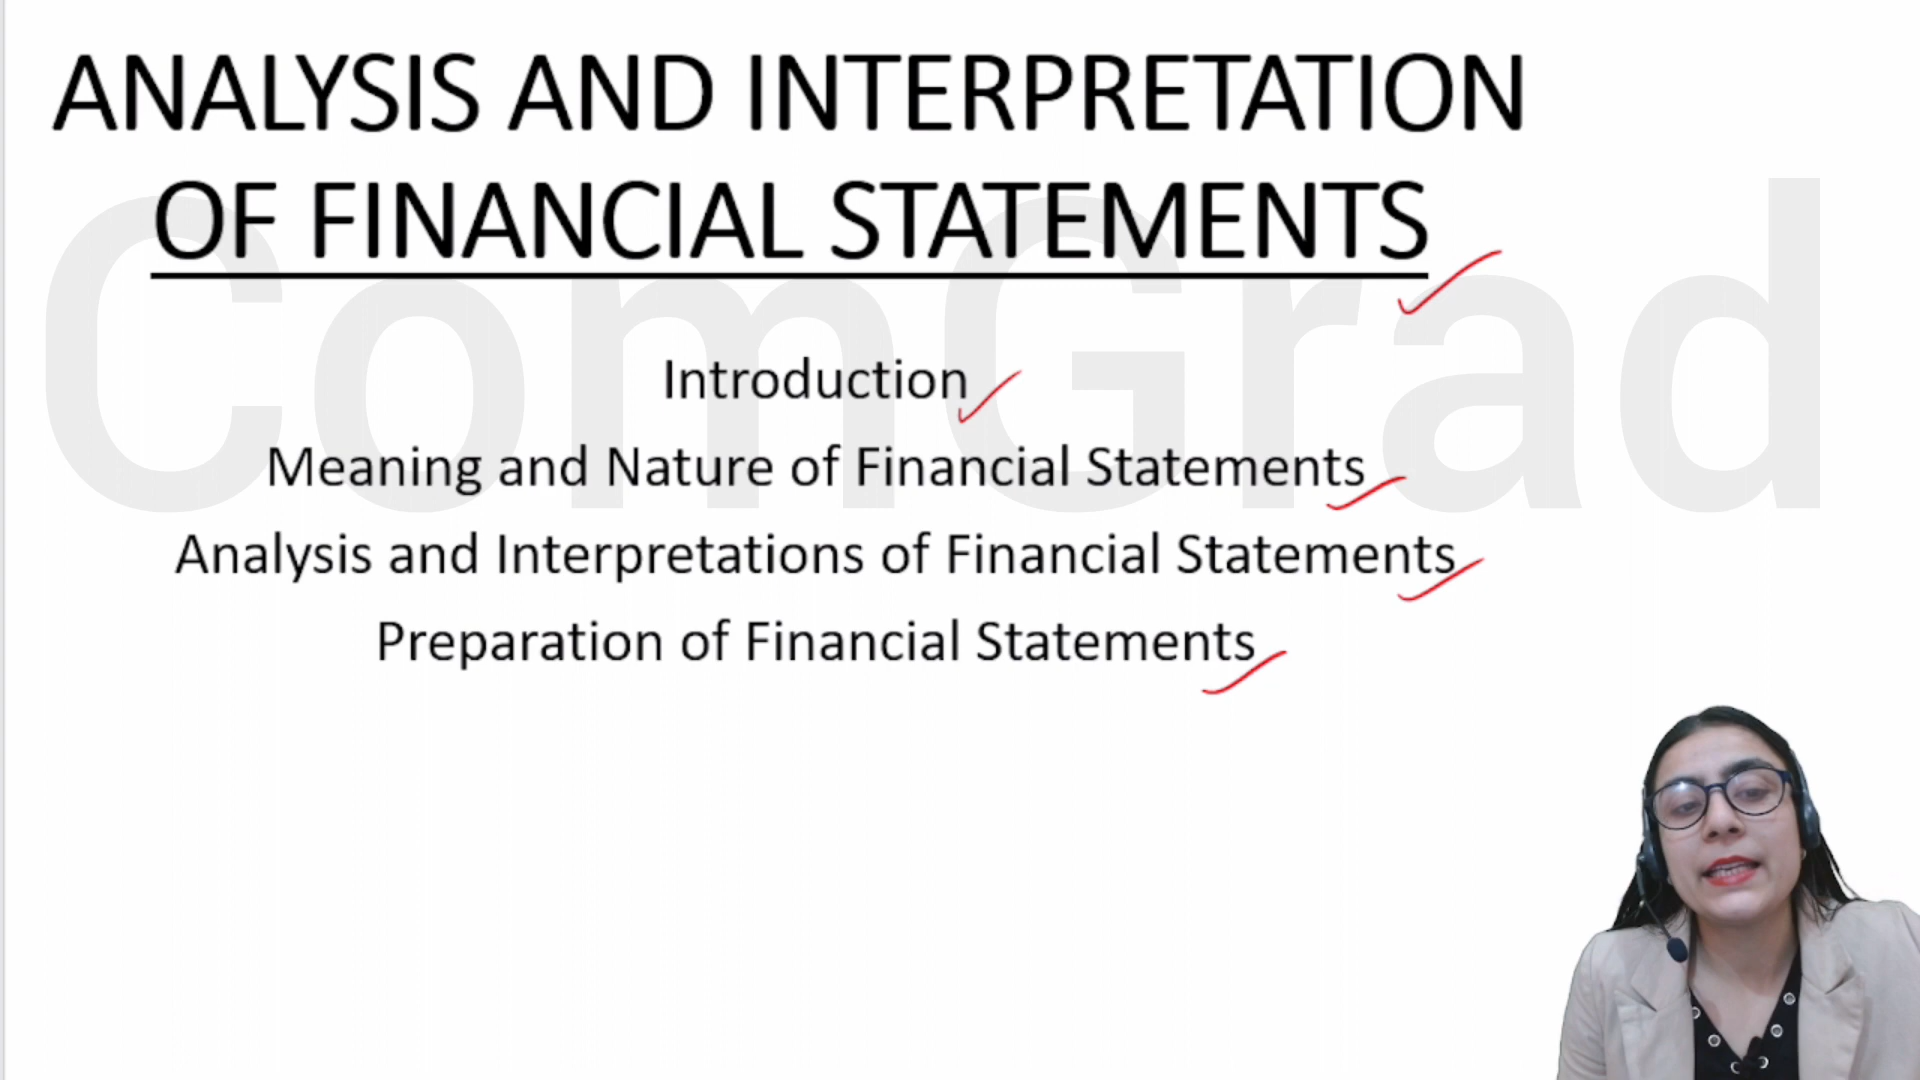 ANALYSIS AND INTERPRETATION
OF FINANCIAL STATEMENTS
ComGrad
Introduction
Meaning and Nature of Financial Statements
Analysis and Interpretations of Financial Statements
Preparation of Financial Statements